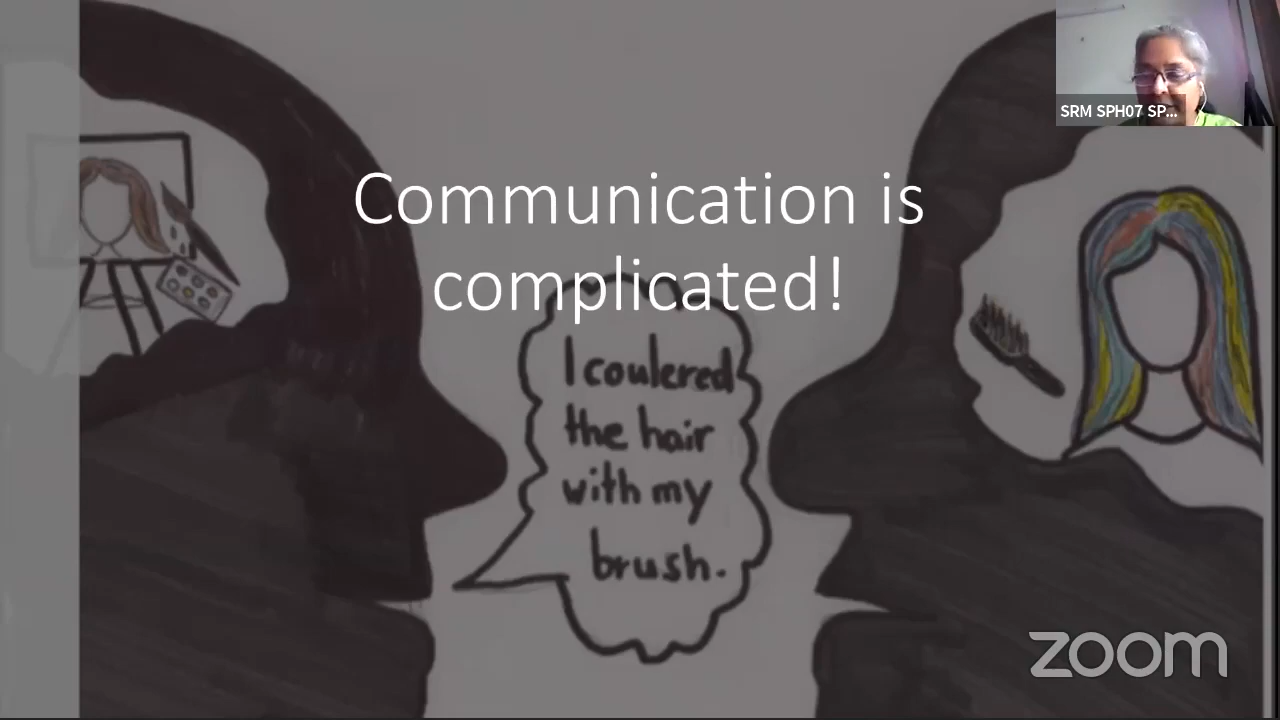 SRM SPH07 SP...
Communication is
complicated!
I coulered
the hair
with my
brush.
zoom